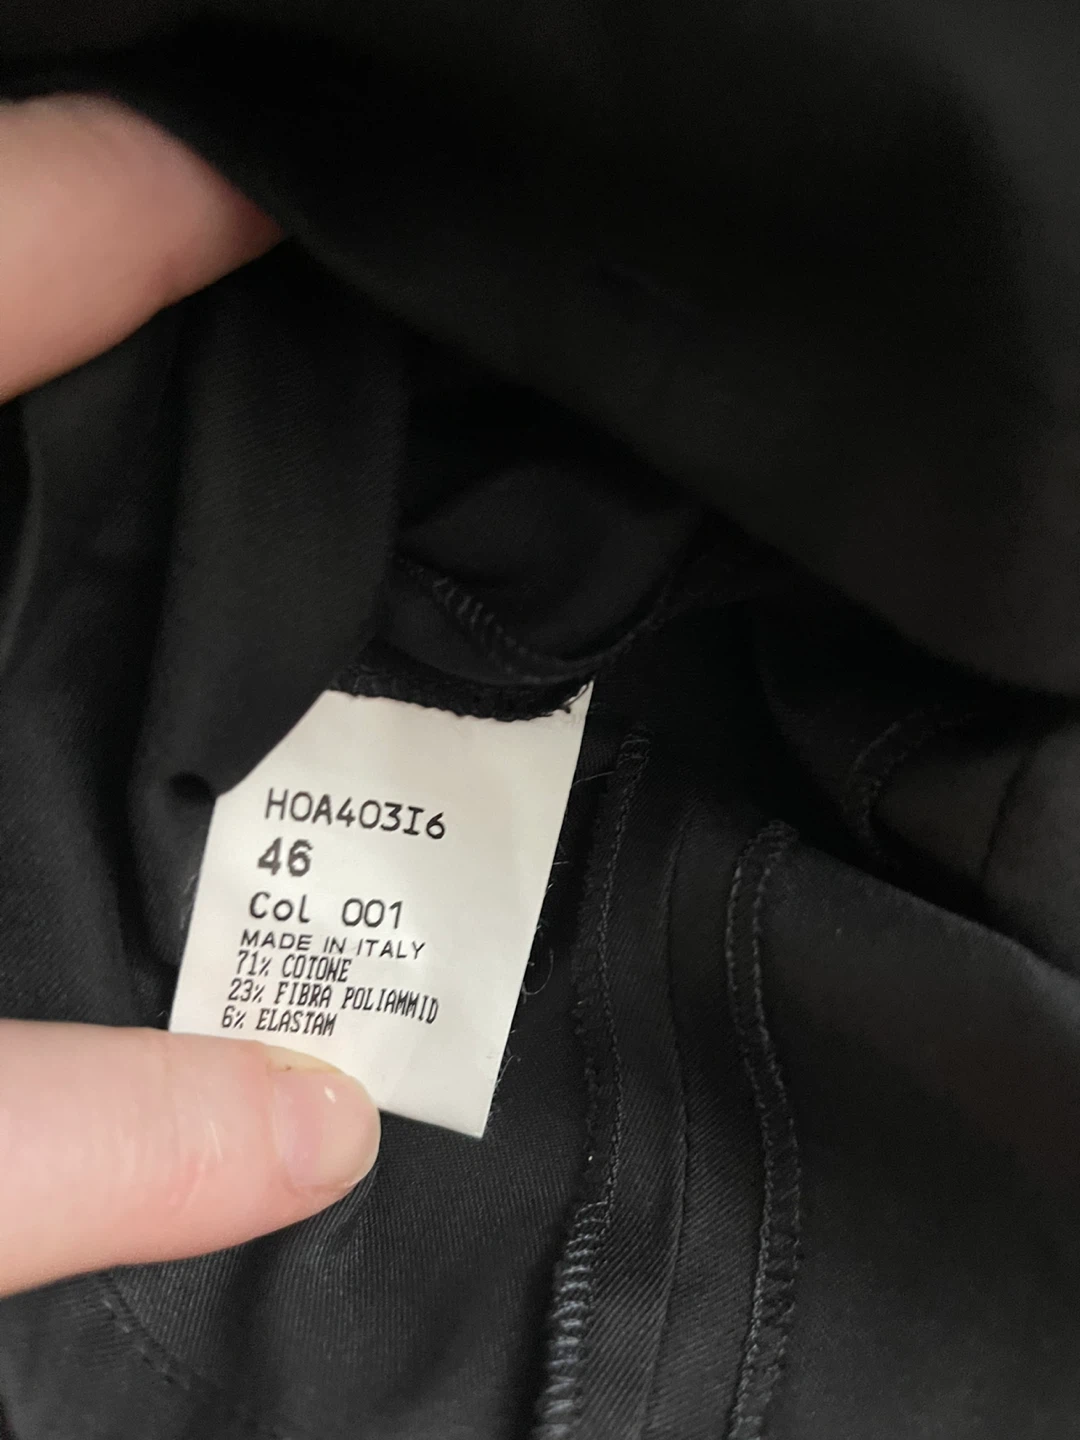 HOA403I6
46
Col 001
MADE IN ITALY
71% COTONE
23% FIBRA POLIAMMID
6% ELASTAM